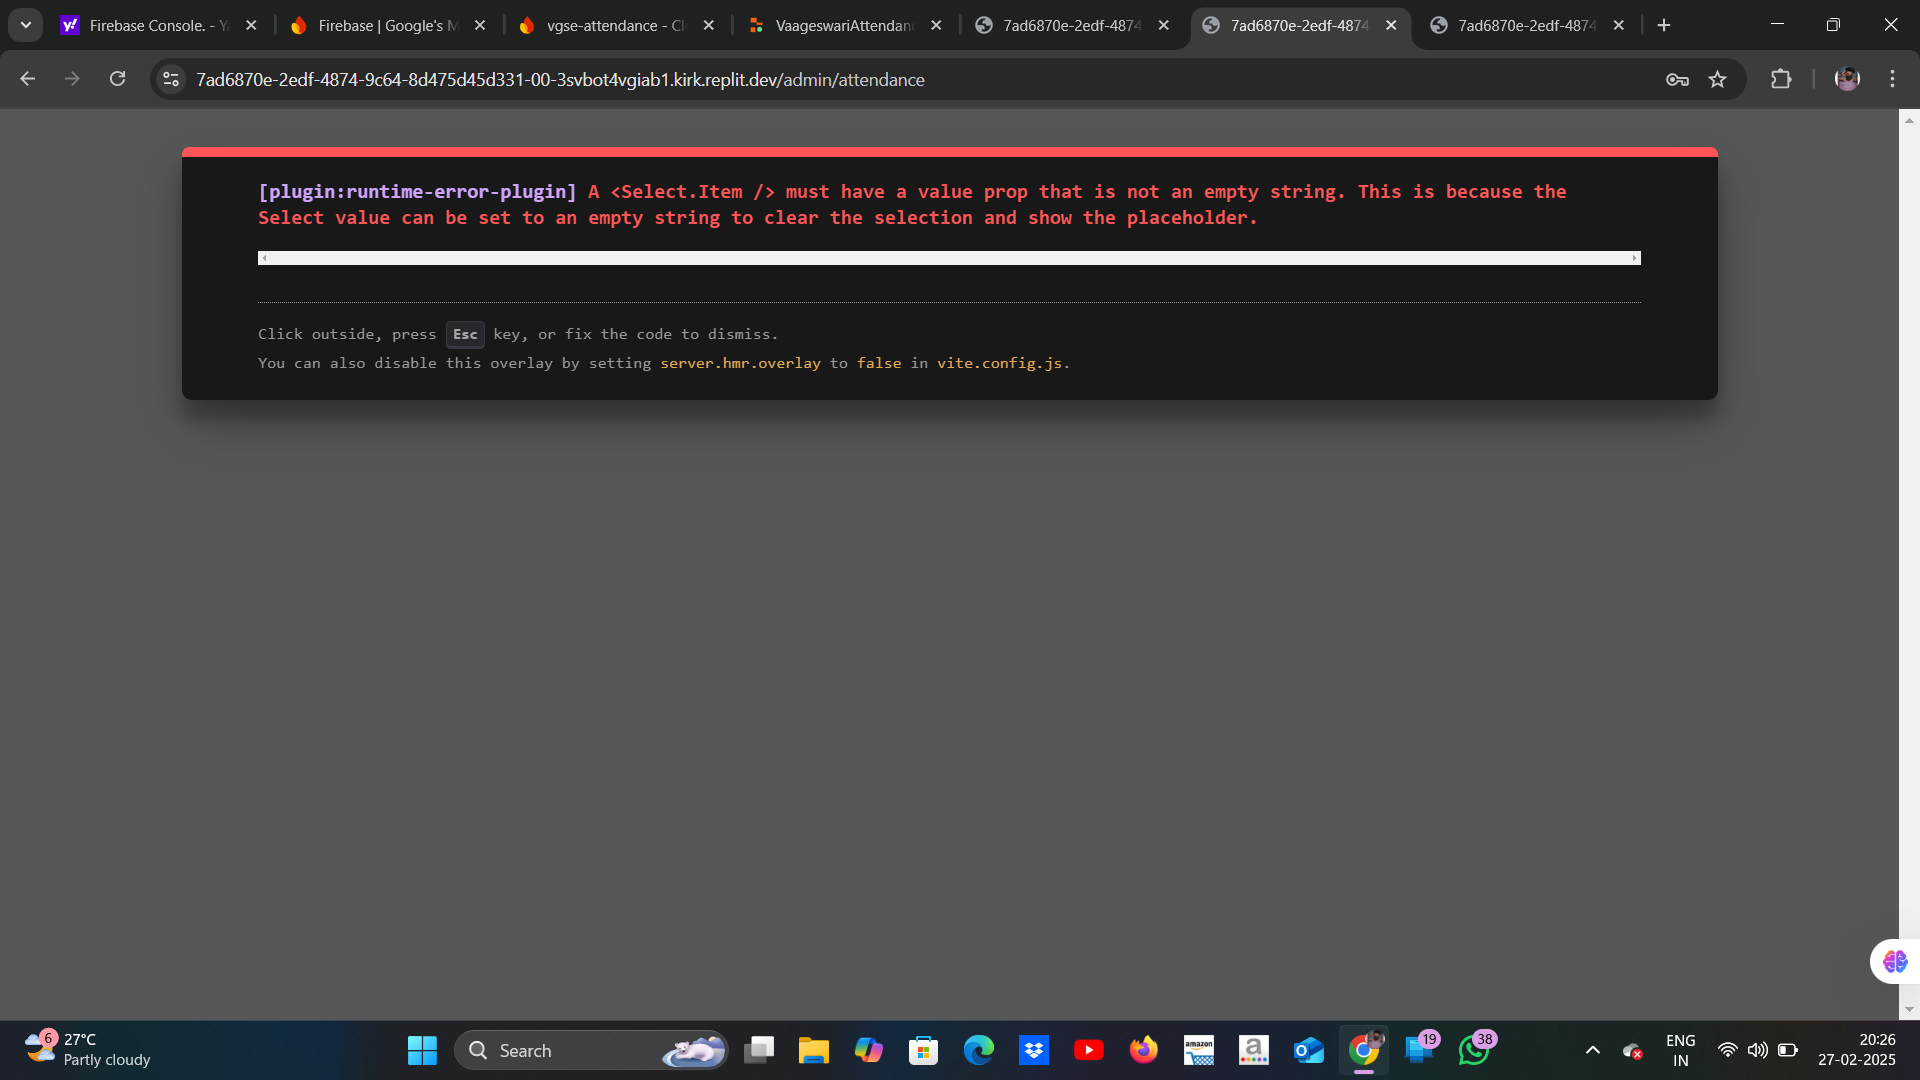 Firebase Console. - Ya
Firebase | Google's M
vgse-attendance - Cl
VaageswariAttendan
7ad6870e-2edf-4874
7ad6870e-2edf-4874
7ad6870e-2edf-4874
7ad6870e-2edf-4874-9c64-8d475d45d331-00-3svbot4vgiab1.kirk.replit.dev/admin/attendance
[plugin:runtime-error-plugin] A <Select.Item /> must have a value prop that is not an empty string. This is because the
Select value can be set to an empty string to clear the selection and show the placeholder.
Click outside, press Esc key, or fix the code to dismiss.
You can also disable this overlay by setting server.hmr.overlay to false in vite.config.js.
6
27°C
Partly cloudy
Search
amazon
a
19
38
ENG
IN
20:26
27-02-2025